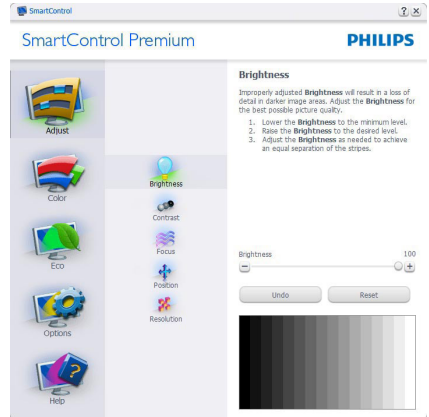 SmartControl
?
SmartControl Premium
PHILIPS
Adjust
Color
Eco
Options
?
Help
Brightness
Contrast
Focus
Position
Resolution
Brightness
Improperly adjusted Brightness will result in a loss of
detail in darker image areas. Adjust the Brightness for
the best possible picture quality.
1. Lower the Brightness to the minimum level.
2. Raise the Brightness to the desired level.
3. Adjust the Brightness as needed to achieve
an equal separation of the stripes.
Brightness 100
Undo Reset